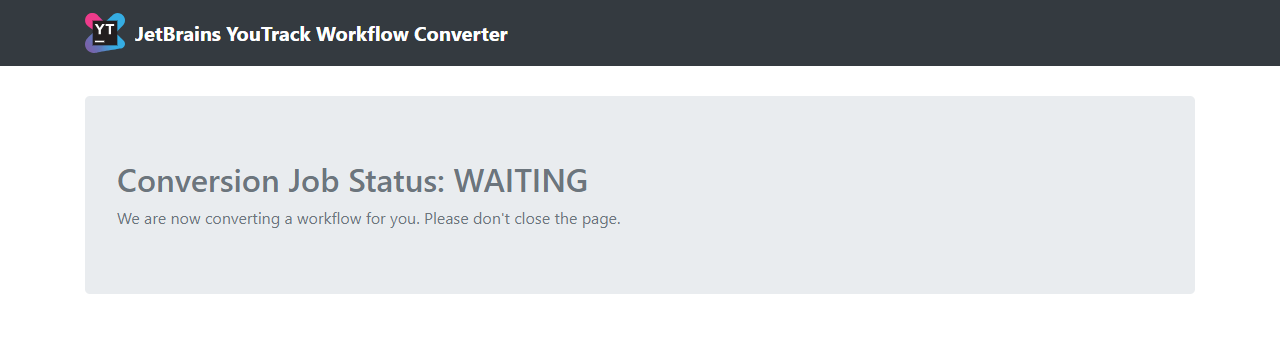 YT
JetBrains YouTrack Workflow Converter
Conversion Job Status: WAITING
We are now converting a workflow for you. Please don't close the page.